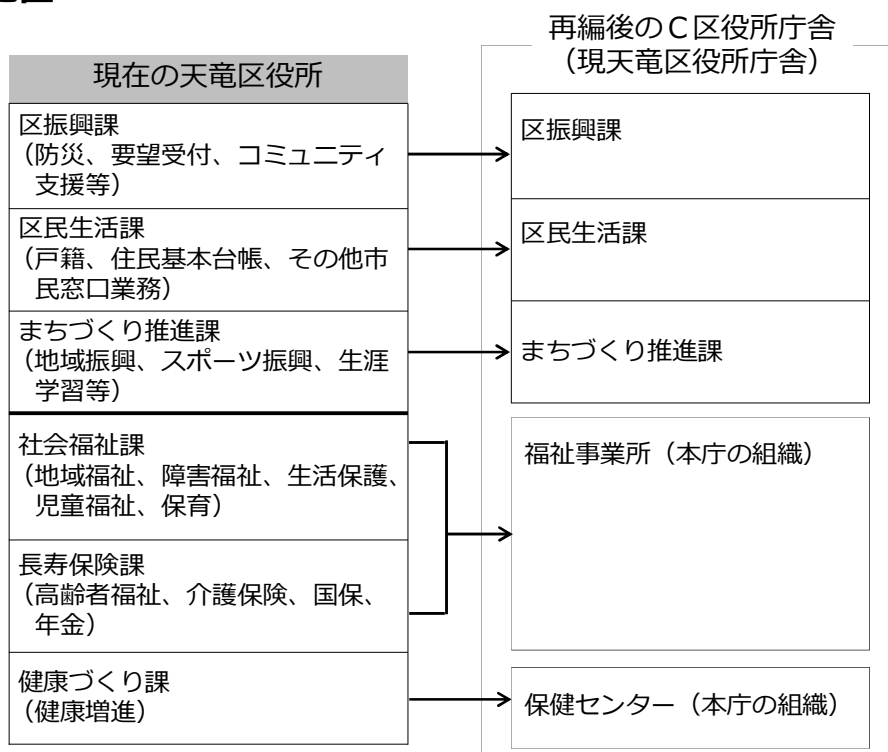 再編後のＣ区役所庁舎
（現天竜区役所庁舎）
現在の天竜区役所
区振興課
（防災、要望受付、コミュニティ
支援等）
区民生活課
（戸籍、住民基本台帳、その他市
民窓口業務）
まちづくり推進課
（地域振興、スポーツ振興、生涯
学習等）
社会福祉課
（地域福祉、障害福祉、生活保護、
児童福祉、保育）
長寿保険課
（高齢者福祉、介護保険、国保、
年金）
健康づくり課
（健康増進）
区振興課
区民生活課
まちづくり推進課
福祉事業所（本庁の組織）
保健センター（本庁の組織）